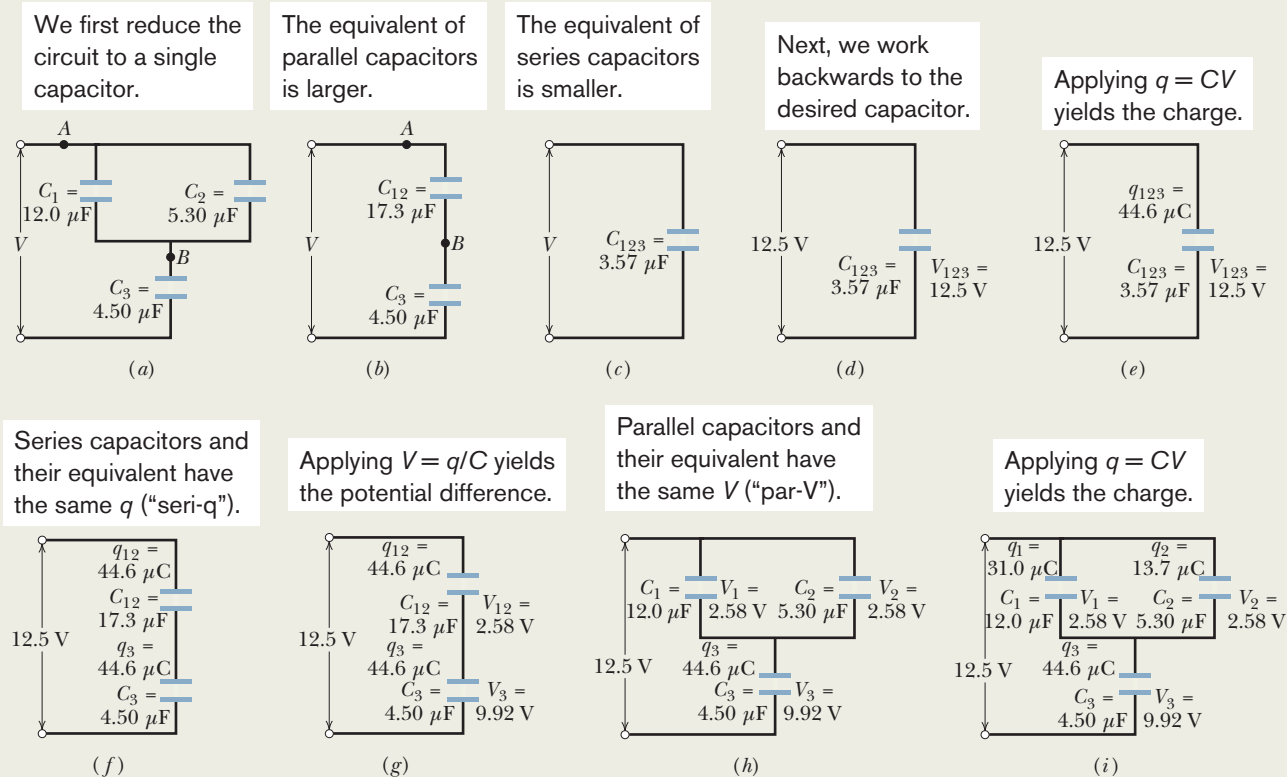 We first reduce the
circuit to a single
capacitor.
The equivalent of
parallel capacitors
is larger.
The equivalent of
series capacitors
is smaller.
Next, we work
backwards to the
desired capacitor.
Applying q = CV
yields the charge.
A
C1 =
12.0 μF
C2 =
5.30 μF
V
B
C3 =
4.50 μF
(a)
A
C12 =
17.3 μF
V
B
C3 =
4.50 μF
(b)
V
C123 =
3.57 μF
(c)
12.5 V
C123 =
3.57 μF
V123 =
12.5 V
(d)
q123 =
44.6 μC
12.5 V
C123 =
3.57 μF
V123 =
12.5 V
(e)
Series capacitors and
their equivalent have
the same q (“seri-q”).
Applying V = q/C yields
the potential difference.
Parallel capacitors and
their equivalent have
the same V (“par-V”).
Applying q = CV
yields the charge.
q12 =
44.6 μC
C12 =
17.3 μF
12.5 V
q3 =
44.6 μC
C3 =
4.50 μF
(f)
q12 =
44.6 μC
C12 =
17.3 μF
V12 =
2.58 V
12.5 V
q3 =
44.6 μC
C3 =
4.50 μF
V3 =
9.92 V
(g)
C1 =
12.0 μF
V1 =
2.58 V
C2 =
5.30 μF
V2 =
2.58 V
12.5 V
q3 =
44.6 μC
C3 =
4.50 μF
V3 =
9.92 V
(h)
q1 =
31.0 μC
q2 =
13.7 μC
C1 =
12.0 μF
V1 =
2.58 V
C2 =
5.30 μF
V2 =
2.58 V
12.5 V
q3 =
44.6 μC
C3 =
4.50 μF
V3 =
9.92 V
(i)